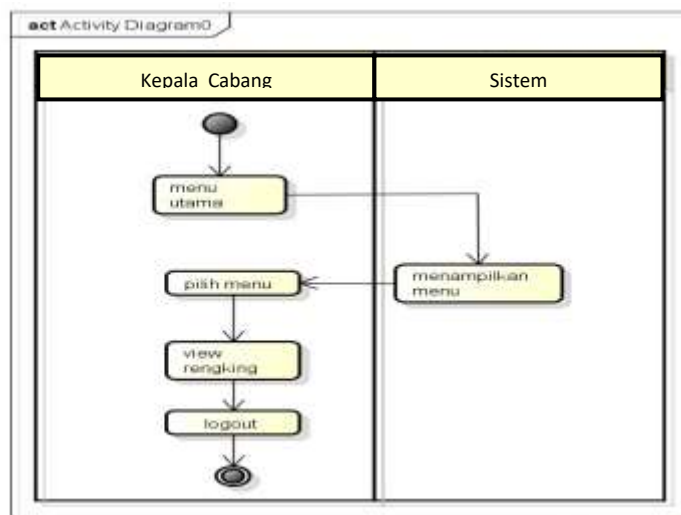 act Activity Diagram0
Kepala Cabang
Sistem
menu
utama
menampilkan
menu
pilih menu
view
rengking
logout